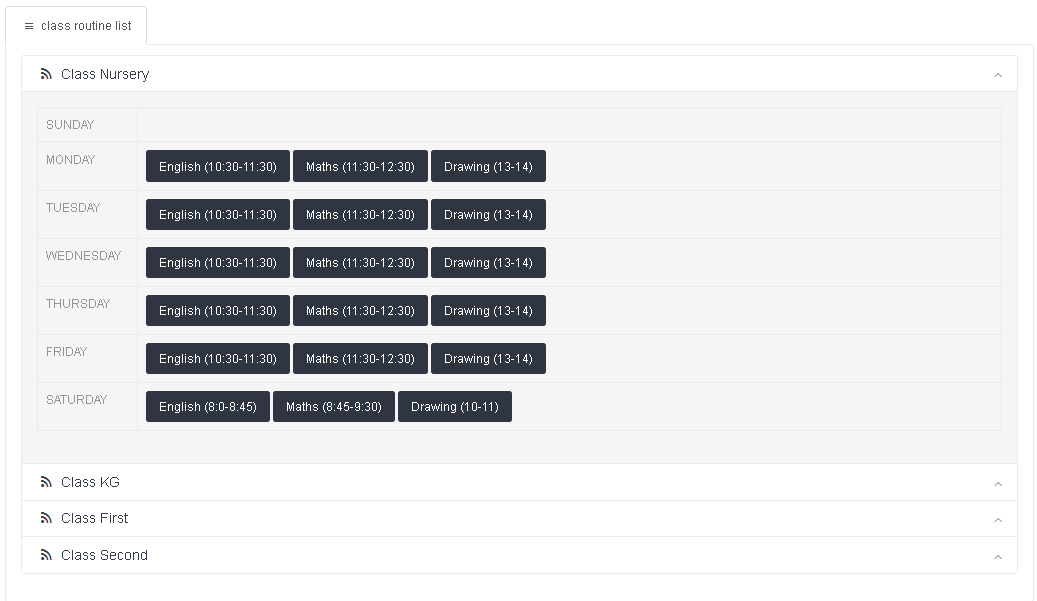 class routine list
Class Nursery
SUNDAY
MONDAY English (10:30-11:30) Maths (11:30-12:30) Drawing (13-14)
TUESDAY English (10:30-11:30) Maths (11:30-12:30) Drawing (13-14)
WEDNESDAY English (10:30-11:30) Maths (11:30-12:30) Drawing (13-14)
THURSDAY English (10:30-11:30) Maths (11:30-12:30) Drawing (13-14)
FRIDAY English (10:30-11:30) Maths (11:30-12:30) Drawing (13-14)
SATURDAY English (8:0-8:45) Maths (8:45-9:30) Drawing (10-11)
Class KG
Class First
Class Second